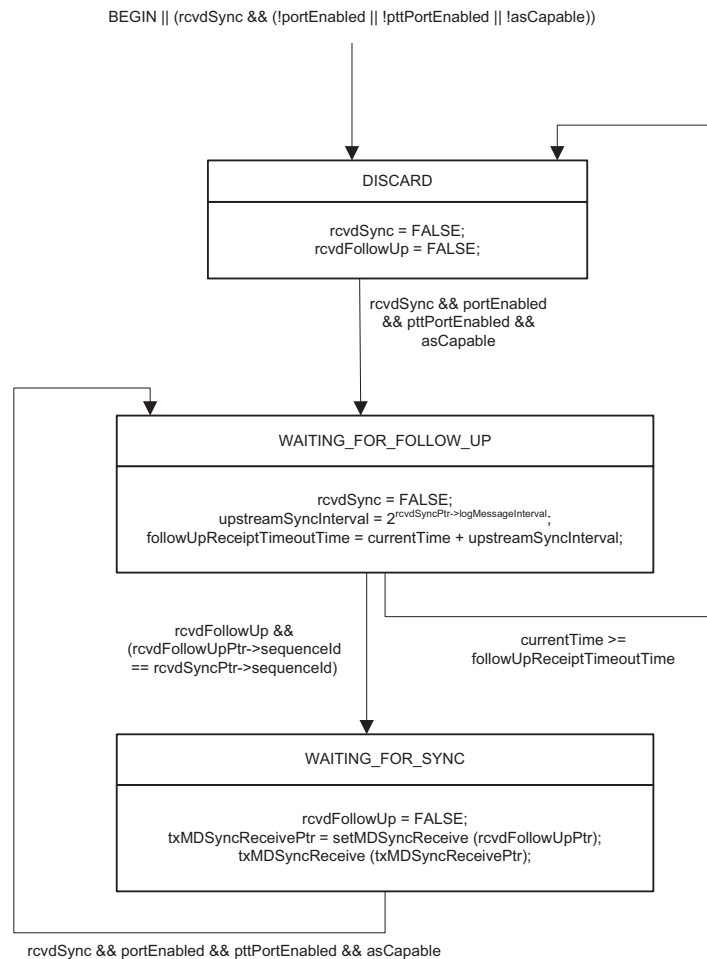 BEGIN || (rcvdSync && (!portEnabled || !pttPortEnabled || !asCapable))
DISCARD
rcvdSync = FALSE;
rcvdFollowUp = FALSE;
rcvdSync && portEnabled
&& pttPortEnabled &&
asCapable
WAITING_FOR_FOLLOW_UP
rcvdSync = FALSE;
upstreamSyncInterval = 2^rcvdSyncPtr->logMessageInterval;
followUpReceiptTimeoutTime = currentTime + upstreamSyncInterval;
rcvdFollowUp &&
(rcvdFollowUpPtr->sequenceId
== rcvdSyncPtr->sequenceId)
currentTime >=
followUpReceiptTimeoutTime
WAITING_FOR_SYNC
rcvdFollowUp = FALSE;
txMDSyncReceivePtr = setMDSyncReceive (rcvdFollowUpPtr);
txMDSyncReceive (txMDSyncReceivePtr);
rcvdSync && portEnabled && pttPortEnabled && asCapable